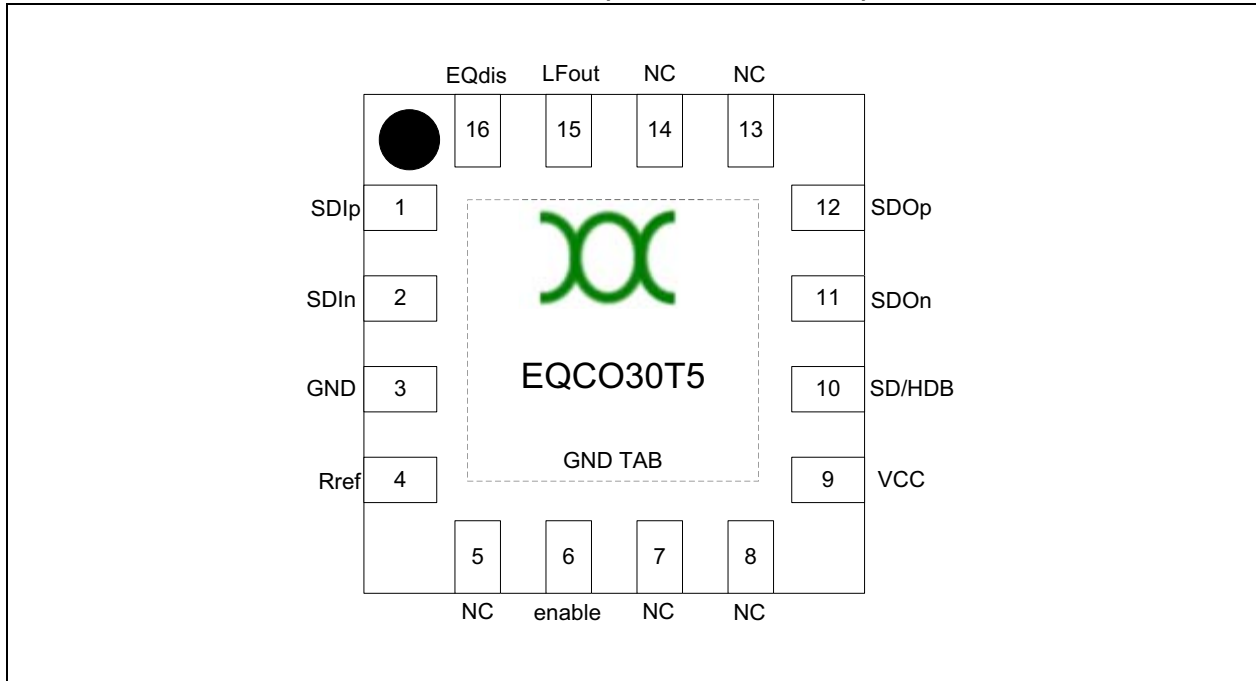 EQdis LFout NC NC
16 15 14 13
SDIp 1 12 SDOp
SDIn 2 11 SDOn
GND 3 EQCO30T5 10 SD/HDB
GND TAB
Rref 4 9 VCC
5 6 7 8
NC enable NC NC